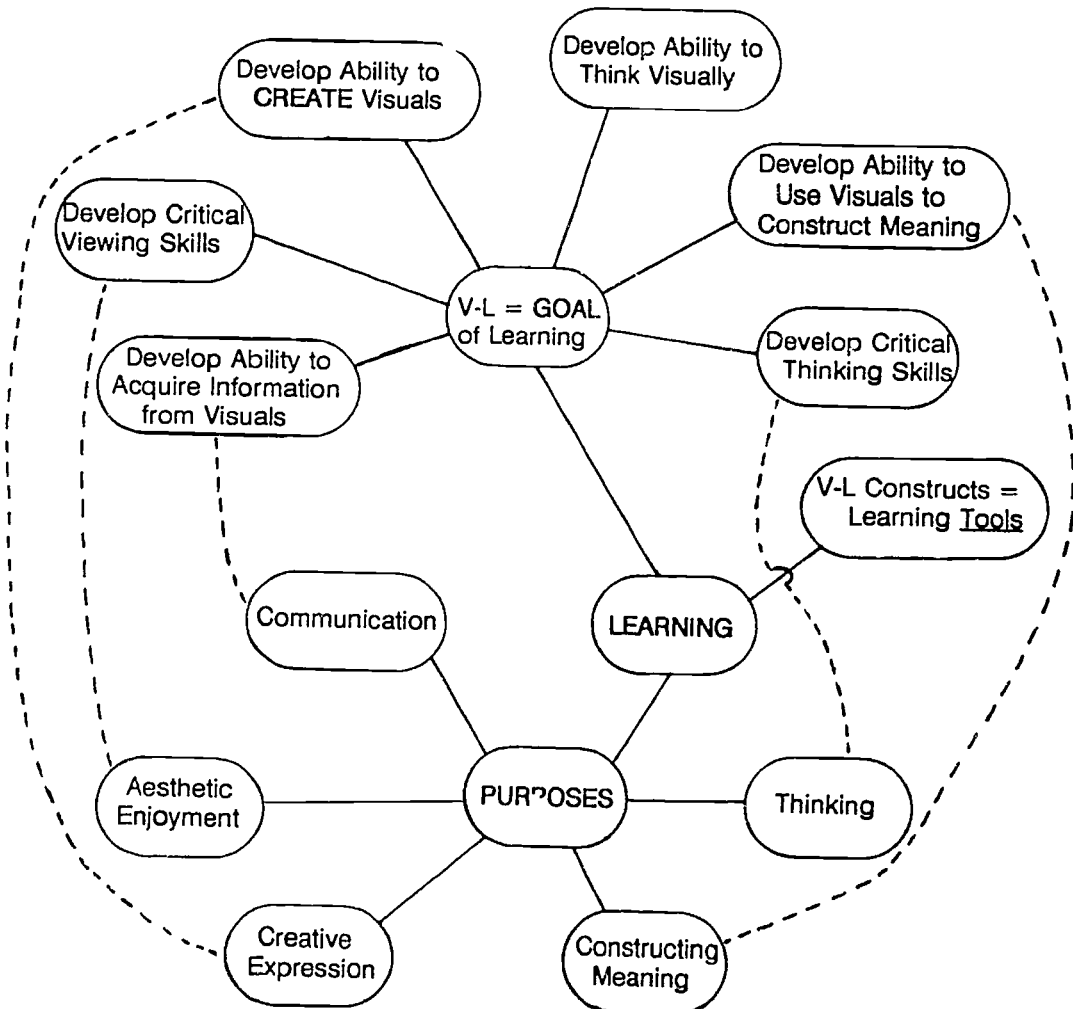 Develop Ability to
CREATE Visuals
Develop Ability to
Think Visually
Develop Ability to
Use Visuals to
Construct Meaning
Develop Critical
Viewing Skills
V-L = GOAL
of Learning
Develop Critical
Thinking Skills
Develop Ability to
Acquire Information
from Visuals
V-L Constructs =
Learning Tools
Communication
LEARNING
Aesthetic
Enjoyment
PURPOSES
Thinking
Creative
Expression
Constructing
Meaning